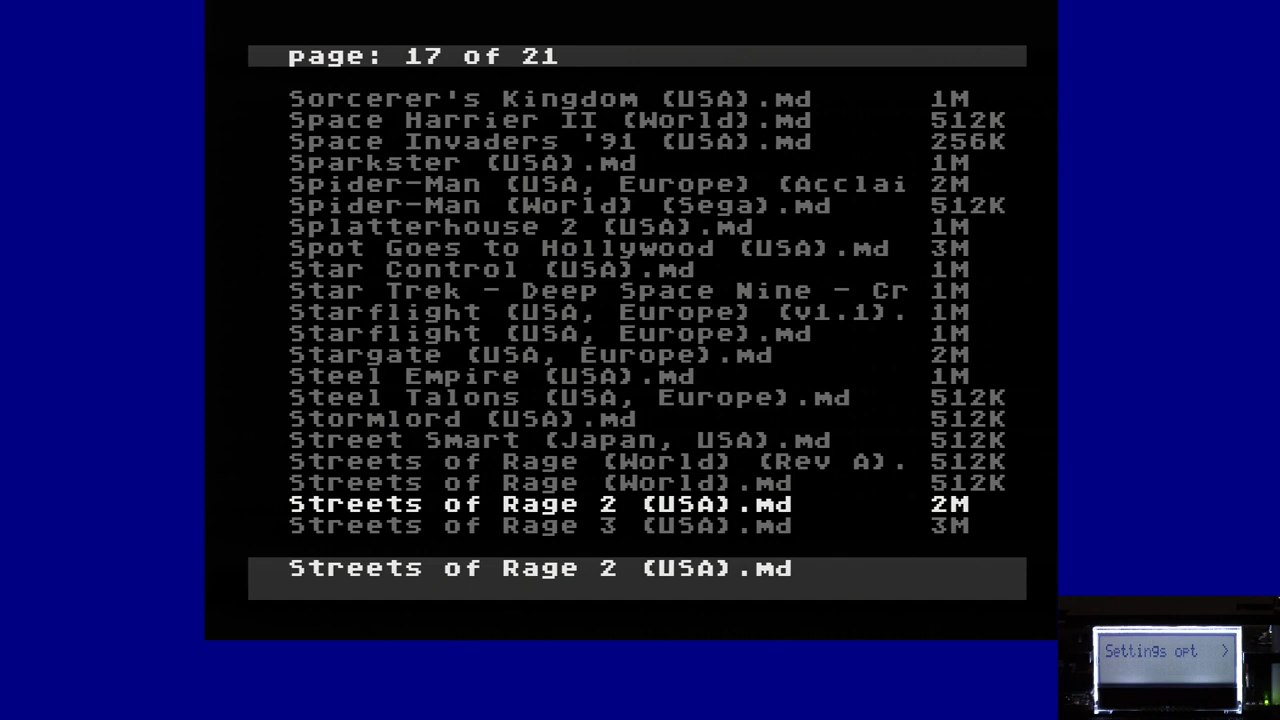 page: 17 of 21
Sorcerer's Kingdom (USA).md 1M
Space Harrier II (World).md 512K
Space Invaders '91 (USA).md 256K
Sparkster (USA).md 1M
Spider-Man (USA, Europe) (Acclai 2M
Spider-Man (World) (Sega).md 512K
Splatterhouse 2 (USA).md 1M
Spot Goes to Hollywood (USA).md 3M
Star Control (USA).md 1M
Star Trek - Deep Space Nine - Cr 1M
Starflight (USA, Europe) (v1.1). 1M
Starflight (USA, Europe).md 1M
Stargate (USA, Europe).md 2M
Steel Empire (USA).md 1M
Steel Talons (USA, Europe).md 512K
Stormlord (USA).md 512K
Street Smart (Japan, USA).md 512K
Streets of Rage (World) (Rev A). 512K
Streets of Rage (World).md 512K
Streets of Rage 2 (USA).md 2M
Streets of Rage 3 (USA).md 3M
Streets of Rage 2 (USA).md
Settings opt >